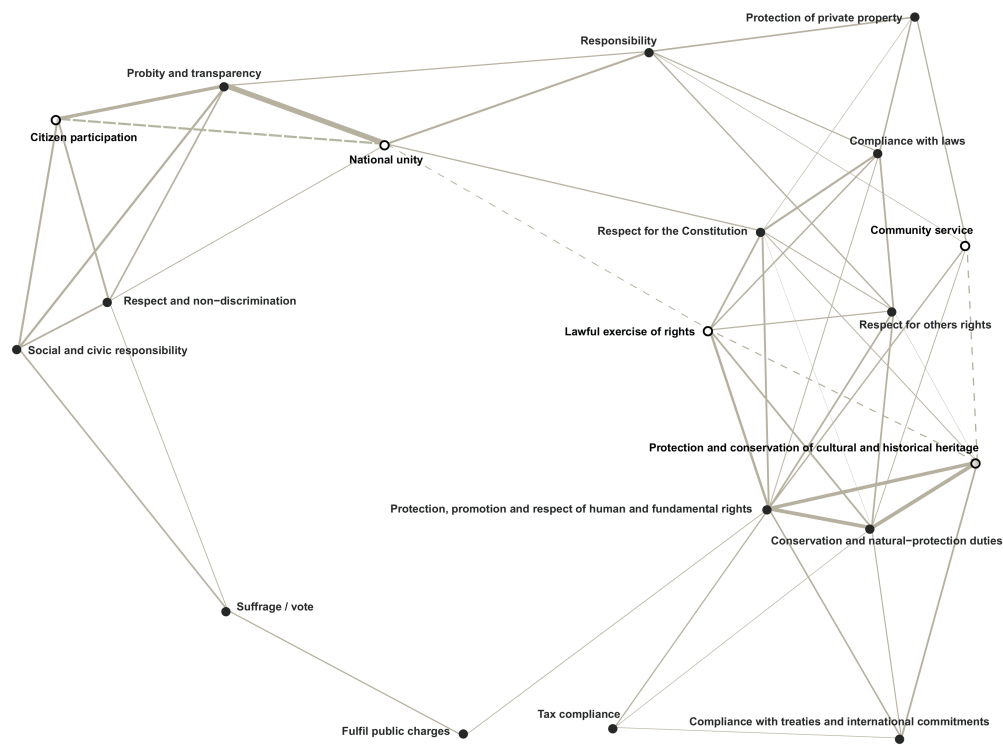 Protection of private property
Responsibility
Probity and transparency
Citizen participation
Compliance with laws
National unity
Respect for the Constitution
Community service
Respect and non−discrimination
Lawful exercise of rights
Respect for others rights
Social and civic responsibility
Protection and conservation of cultural and historical heritage
Protection, promotion and respect of human and fundamental rights
Conservation and natural−protection duties
Suffrage / vote
Tax compliance
Compliance with treaties and international commitments
Fulfil public charges